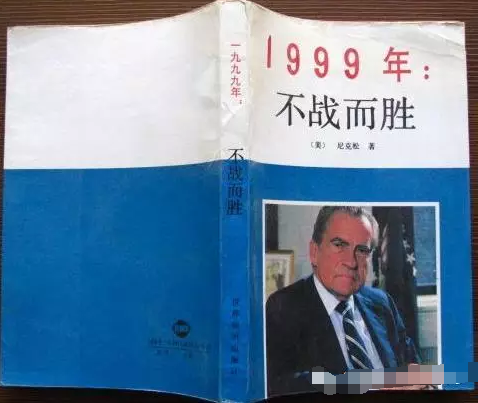 1999年:
不战而胜
(美) 尼克松 著
一九九九年:
不战而胜